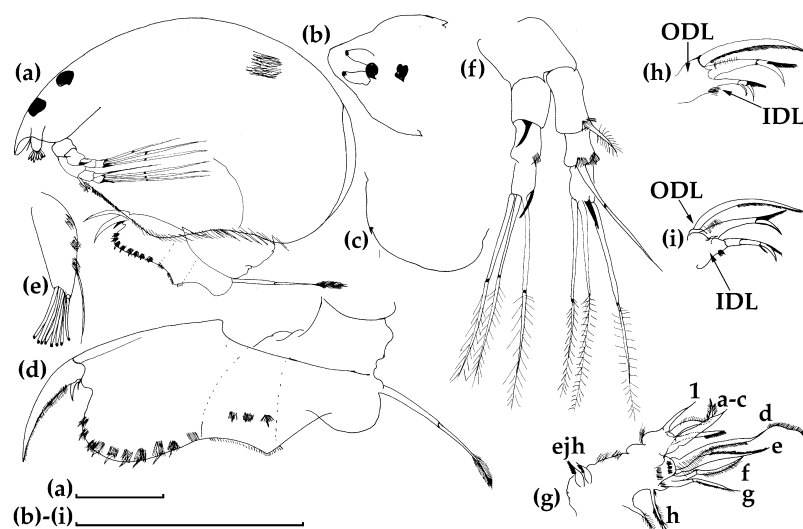 (a)
(b)
(c)
(d)
(e)
(f)
ODL
(h)
IDL
ODL
(i)
IDL
1
a-c
d
e
f
g
h
ejh
(g)
(a)
(b)-(i)